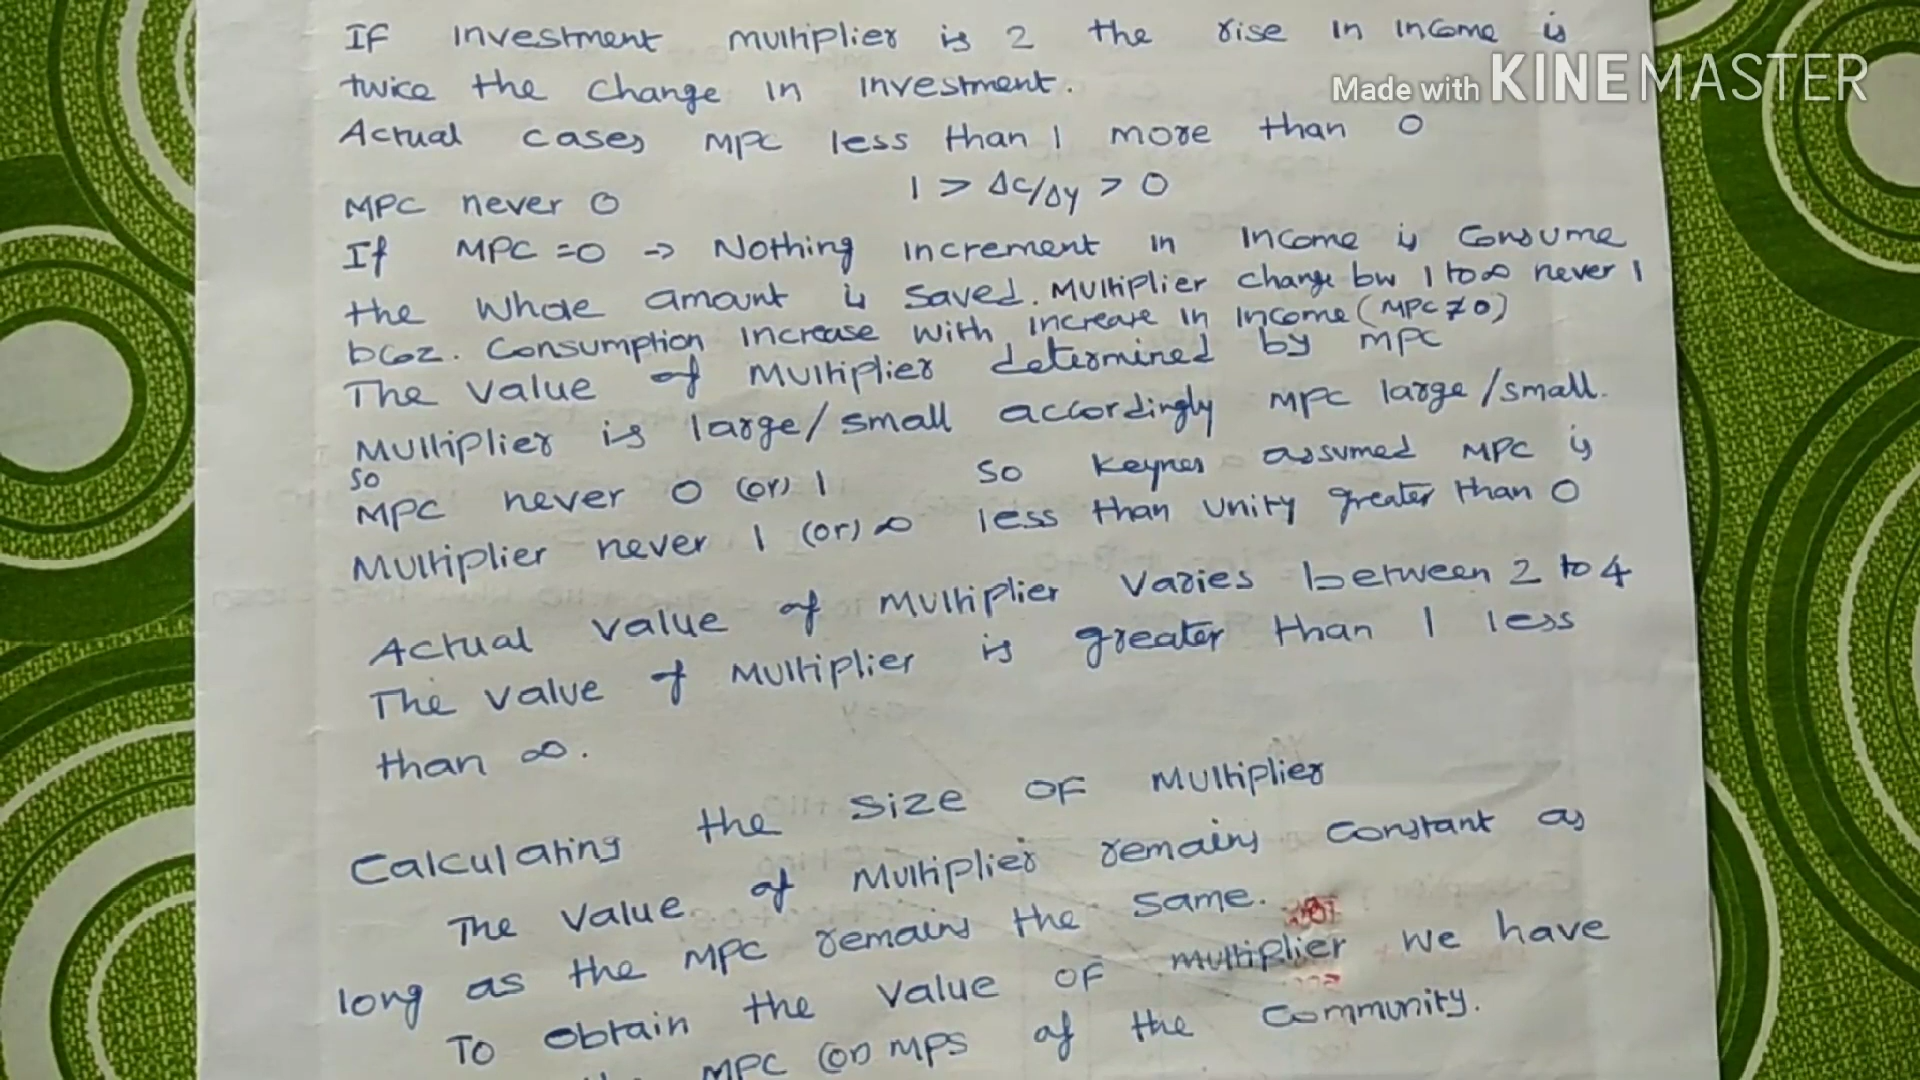 If investment multiplier is 2 the rise in income is
Made with KINEMASTER
twice the change in investment.
Actual cases MPC less than 1 more than 0
1 > ΔC/ΔY > 0
MPC never 0
If MPC =0 → Nothing increment in income is Consume
the whole amount is saved. Multiplier change bw 1 to ∞ never 1
bcoz. Consumption increase with increase in income (MPC ≠ 0)
The value of multiplier determined by MPC
Multiplier is large/small accordingly MPC large/small.
so
MPC never 0 (or) 1
Multiplier never 1 (or) ∞
So Keynes assumed MPC is
less than unity greater than 0
Actual value of multiplier varies between 2 to 4
The value of multiplier is greater than 1 less
than ∞.
Calculating the size of multiplier
The value of multiplier remains constant as
long as the MPC remains the same.
To obtain the value of multiplier we have
the MPC (or) MPS of the community.